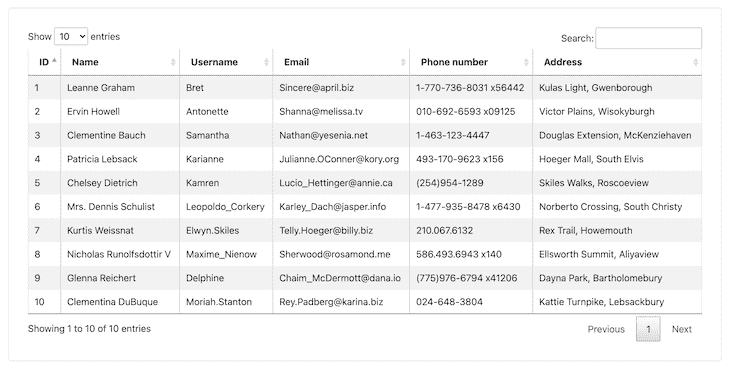 Show 10 entries Search:
ID Name Username Email Phone number Address
1 Leanne Graham Bret Sincere@april.biz 1-770-736-8031 x56442 Kulas Light, Gwenborough
2 Ervin Howell Antonette Shanna@melissa.tv 010-692-6593 x09125 Victor Plains, Wisokyburgh
3 Clementine Bauch Samantha Nathan@yesenia.net 1-463-123-4447 Douglas Extension, McKenziehaven
4 Patricia Lebsack Karianne Julianne.OConner@kory.org 493-170-9623 x156 Hoeger Mall, South Elvis
5 Chelsey Dietrich Kamren Lucio_Hettinger@annie.ca (254)954-1289 Skiles Walks, Roscoeview
6 Mrs. Dennis Schulist Leopoldo_Corkery Karley_Dach@jasper.info 1-477-935-8478 x6430 Norberto Crossing, South Christy
7 Kurtis Weissnat Elwyn.Skiles Telly.Hoeger@billy.biz 210.067.6132 Rex Trail, Howemouth
8 Nicholas Runolfsdottir V Maxime_Nienow Sherwood@rosamond.me 586.493.6943 x140 Ellsworth Summit, Aliyaview
9 Glenna Reichert Delphine Chaim_McDermott@dana.io (775)976-6794 x41206 Dayna Park, Bartholomebury
10 Clementina DuBuque Moriah.Stanton Rey.Padberg@karina.biz 024-648-3804 Kattie Turnpike, Lebsackbury
Showing 1 to 10 of 10 entries Previous 1 Next